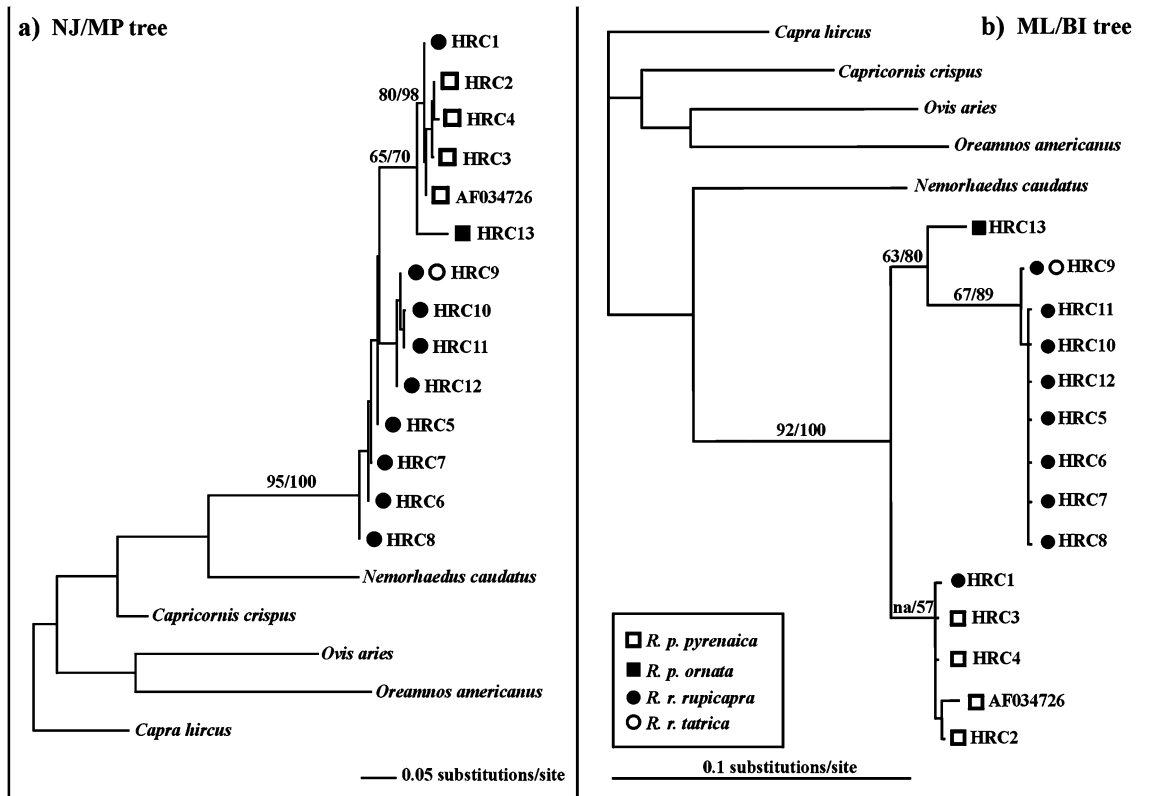 a) NJ/MP tree
HRC1
HRC2
80/98
HRC4
65/70
HRC3
AF034726
HRC13
HRC9
HRC10
HRC11
HRC12
HRC5
HRC7
95/100
HRC6
HRC8
Nemorhaedus caudatus
Capricornis crispus
Ovis aries
Oreamnos americanus
Capra hircus
0.05 substitutions/site
b) ML/BI tree
Capra hircus
Capricornis crispus
Ovis aries
Oreamnos americanus
Nemorhaedus caudatus
HRC13
63/80
HRC9
67/89
HRC11
HRC10
HRC12
HRC5
92/100
HRC6
HRC7
HRC8
HRC1
na/57
HRC3
HRC4
AF034726
HRC2
R. p. pyrenaica
R. p. ornata
R. r. rupicapra
R. r. tatrica
0.1 substitutions/site